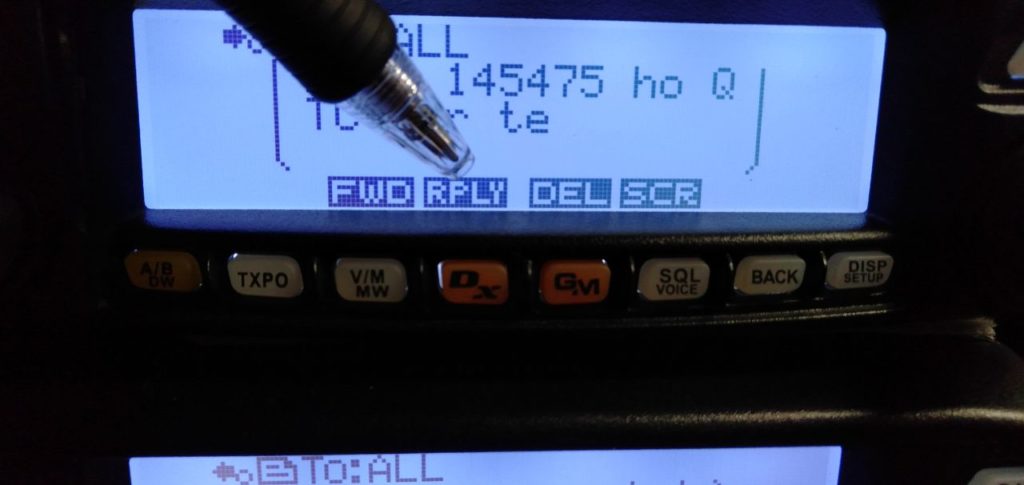 ALL
145475 ho Q
te
FWD RPLY DEL SCR
A/B DW TXPO V/M MW Dx GM SQL VOICE BACK DISP SETUP
TO:ALL